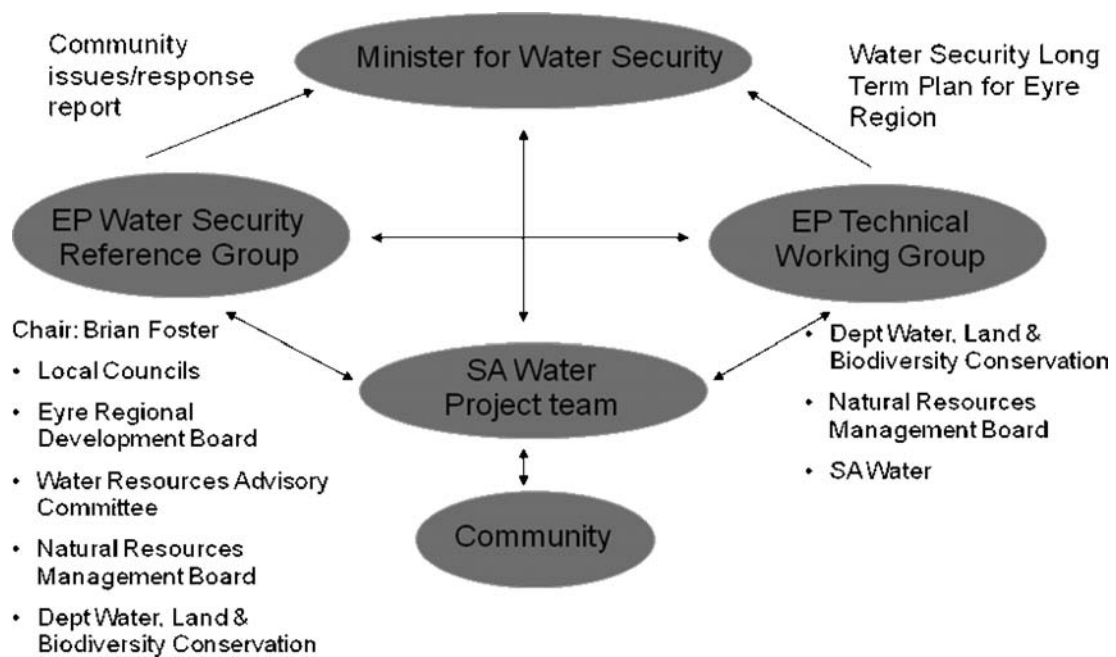 Community
issues/response
report
Minister for Water Security
Water Security Long
Term Plan for Eyre
Region
EP Water Security
Reference Group
EP Technical
Working Group
Chair: Brian Foster
• Local Councils
• Eyre Regional
Development Board
• Water Resources Advisory
Committee
• Natural Resources
Management Board
• Dept Water, Land &
Biodiversity Conservation
SA Water
Project team
Community
• Dept Water, Land &
Biodiversity Conservation
• Natural Resources
Management Board
• SA Water